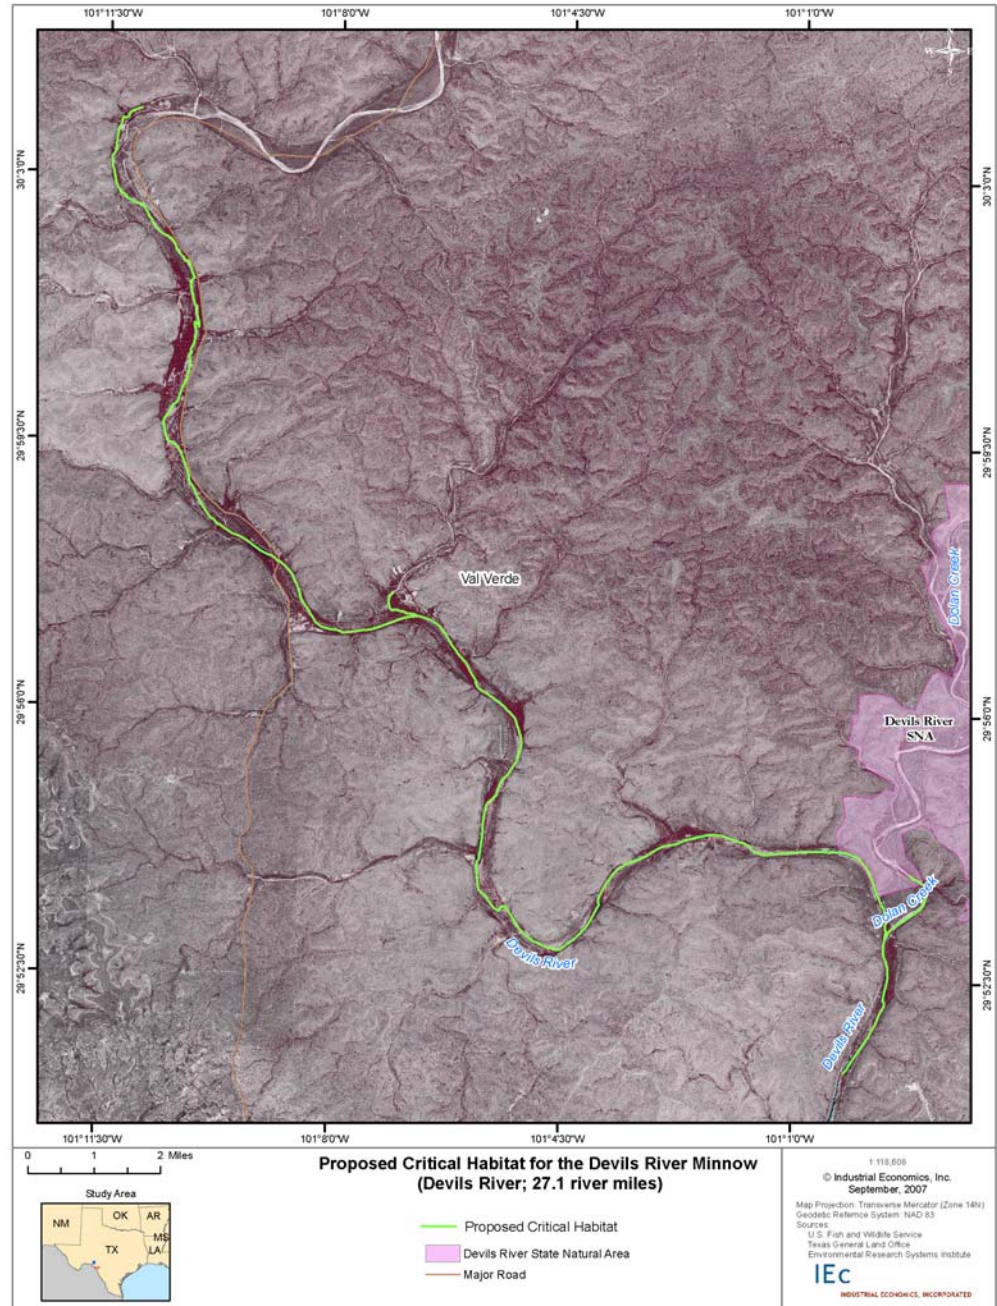 101°11'30"W
101°8'0"W
101°4'30"W
101°1'0"W
N
W
E
S
30°3'0"N
30°3'0"N
29°59'30"N
29°59'30"N
Val Verde
Dolan Creek
29°56'0"N
29°56'0"N
Devils River
SNA
Dolan Creek
Devils River
29°52'30"N
29°52'30"N
Devils River
101°11'30"W
101°8'0"W
101°4'30"W
101°1'0"W
0 1 2 Miles
Study Area
NM
OK
AR
TX
MS
LA
Proposed Critical Habitat for the Devils River Minnow
(Devils River; 27.1 river miles)
Proposed Critical Habitat
Devils River State Natural Area
Major Road
1:118,608
© Industrial Economics, Inc.
September, 2007
Map Projection: Transverse Mercator (Zone 14N)
Geodetic Refernce System: NAD 83
Sources:
U.S. Fish and Wildlife Service
Texas General Land Office
Environmental Research Systems Institute
IEc
INDUSTRIAL ECONOMICS, INCORPORATED